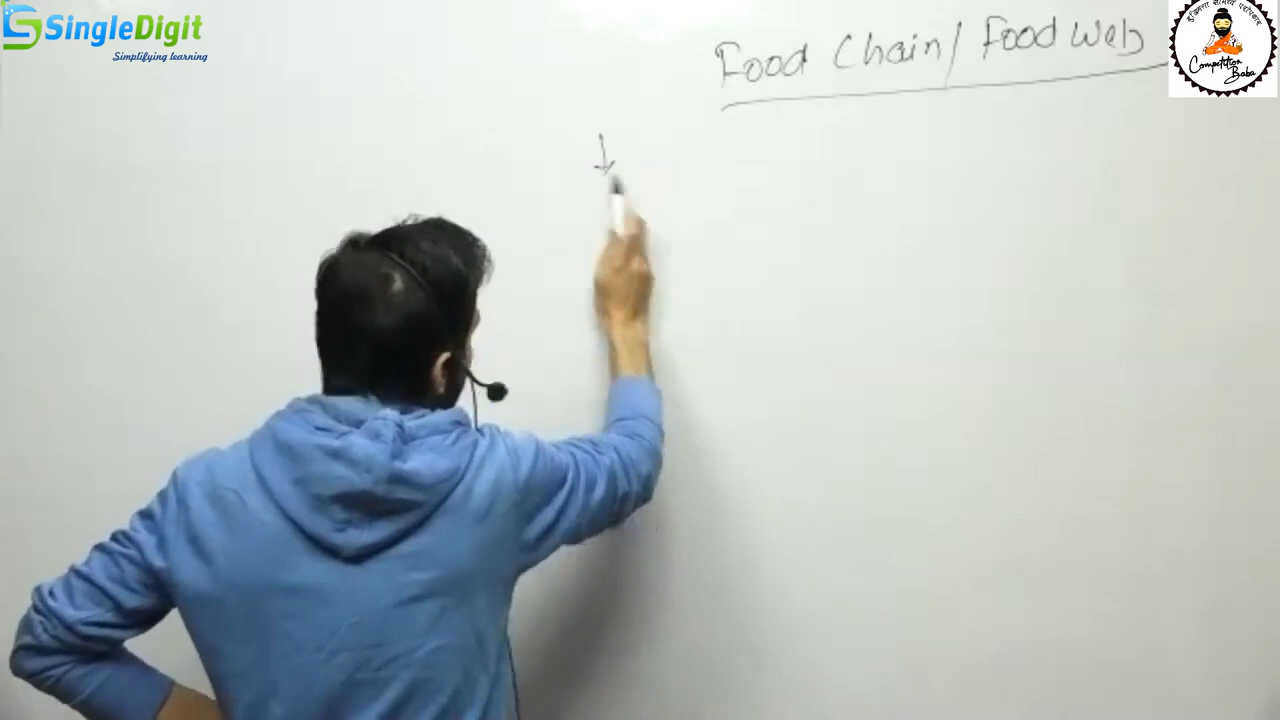 SingleDigit
Simplifying learning
Food Chain / Food Web
Competition
Baba